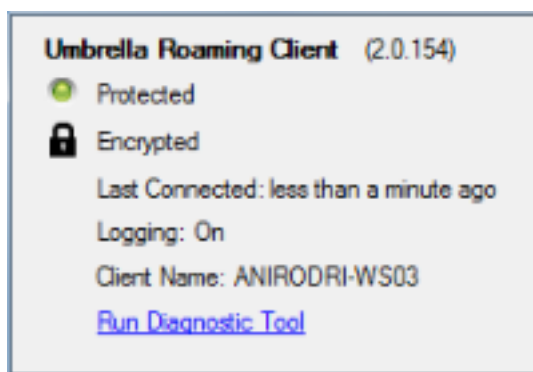 Umbrella Roaming Client (2.0.154)
Protected
Encrypted
Last Connected: less than a minute ago
Logging: On
Client Name: ANIRODRI-WS03
Run Diagnostic Tool